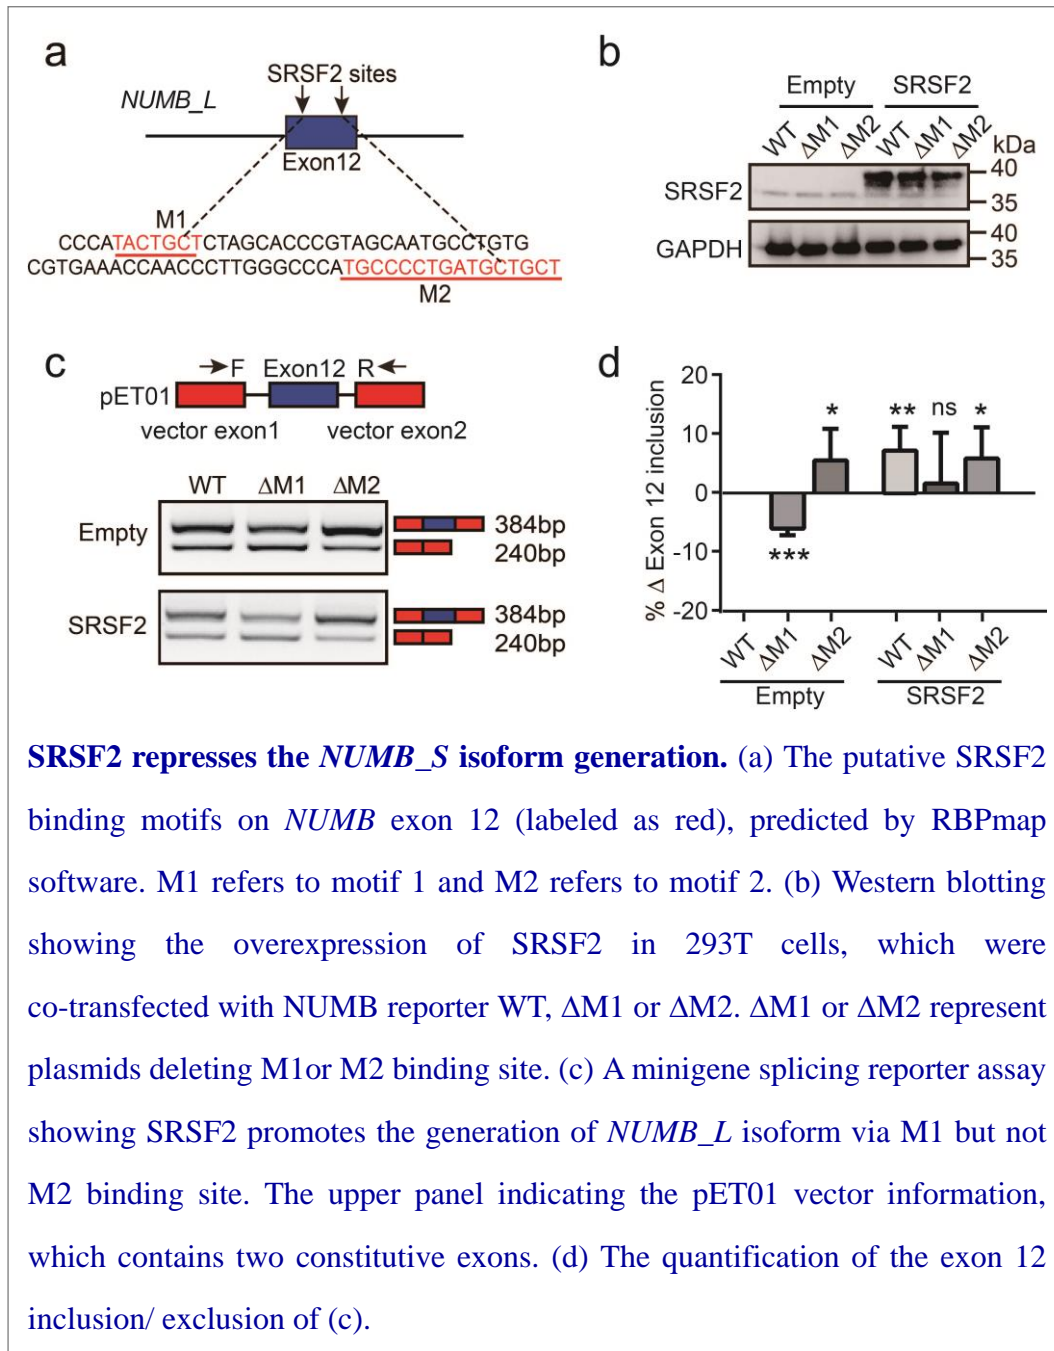 a
SRSF2 sites
NUMB_L
Exon12
M1
CCCATACTGCTCTAGCACCCGTAGCAATGCCTGTG
CGTGAAACCAACCCTTGGGCCCATGCCCCTGATGCTGCT
M2
b
Empty SRSF2
WT ΔM1 ΔM2 WT ΔM1 ΔM2 kDa
SRSF2
40
35
GAPDH
40
35
c
F Exon12 R
pET01
vector exon1 vector exon2
WT ΔM1 ΔM2
Empty
384bp
240bp
SRSF2
384bp
240bp
d
% Δ Exon 12 inclusion
20
10
0
-10
-20
*** * ** ns *
WT ΔM1 ΔM2 WT ΔM1 ΔM2
Empty SRSF2
SRSF2 represses the NUMB_S isoform generation. (a) The putative SRSF2
binding motifs on NUMB exon 12 (labeled as red), predicted by RBPmap
software. M1 refers to motif 1 and M2 refers to motif 2. (b) Western blotting
showing the overexpression of SRSF2 in 293T cells, which were
co-transfected with NUMB reporter WT, ΔM1 or ΔM2. ΔM1 or ΔM2 represent
plasmids deleting M1or M2 binding site. (c) A minigene splicing reporter assay
showing SRSF2 promotes the generation of NUMB_L isoform via M1 but not
M2 binding site. The upper panel indicating the pET01 vector information,
which contains two constitutive exons. (d) The quantification of the exon 12
inclusion/ exclusion of (c).